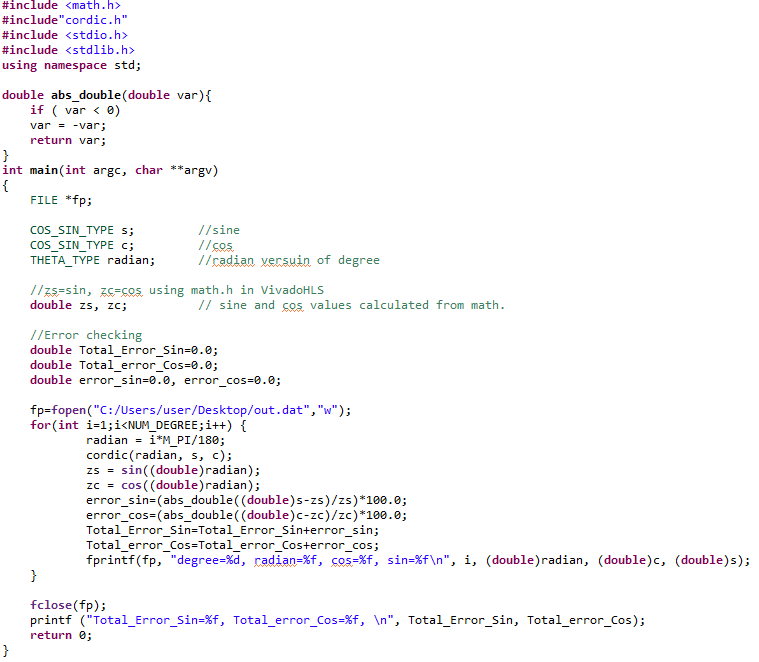 #include <math.h>
#include"cordic.h"
#include <stdio.h>
#include <stdlib.h>
using namespace std;

double abs_double(double var){
    if ( var < 0)
    var = -var;
    return var;
}
int main(int argc, char **argv)
{
    FILE *fp;

    COS_SIN_TYPE s;         //sine
    COS_SIN_TYPE c;         //cos
    THETA_TYPE radian;      //radian versuin of degree

    //zs=sin, zc=cos using math.h in VivadoHLS
    double zs, zc;          // sine and cos values calculated from math.

    //Error checking
    double Total_Error_Sin=0.0;
    double Total_error_Cos=0.0;
    double error_sin=0.0, error_cos=0.0;

    fp=fopen("C:/Users/user/Desktop/out.dat","w");
    for(int i=1;i<NUM_DEGREE;i++) {
            radian = i*M_PI/180;
            cordic(radian, s, c);
            zs = sin((double)radian);
            zc = cos((double)radian);
            error_sin=(abs_double((double)s-zs)/zs)*100.0;
            error_cos=(abs_double((double)c-zc)/zc)*100.0;
            Total_Error_Sin=Total_Error_Sin+error_sin;
            Total_error_Cos=Total_error_Cos+error_cos;
            fprintf(fp, "degree=%d, radian=%f, cos=%f, sin=%f\n", i, (double)radian, (double)c, (double)s);
    }

    fclose(fp);
    printf ("Total_Error_Sin=%f, Total_error_Cos=%f, \n", Total_Error_Sin, Total_error_Cos);
    return 0;
}